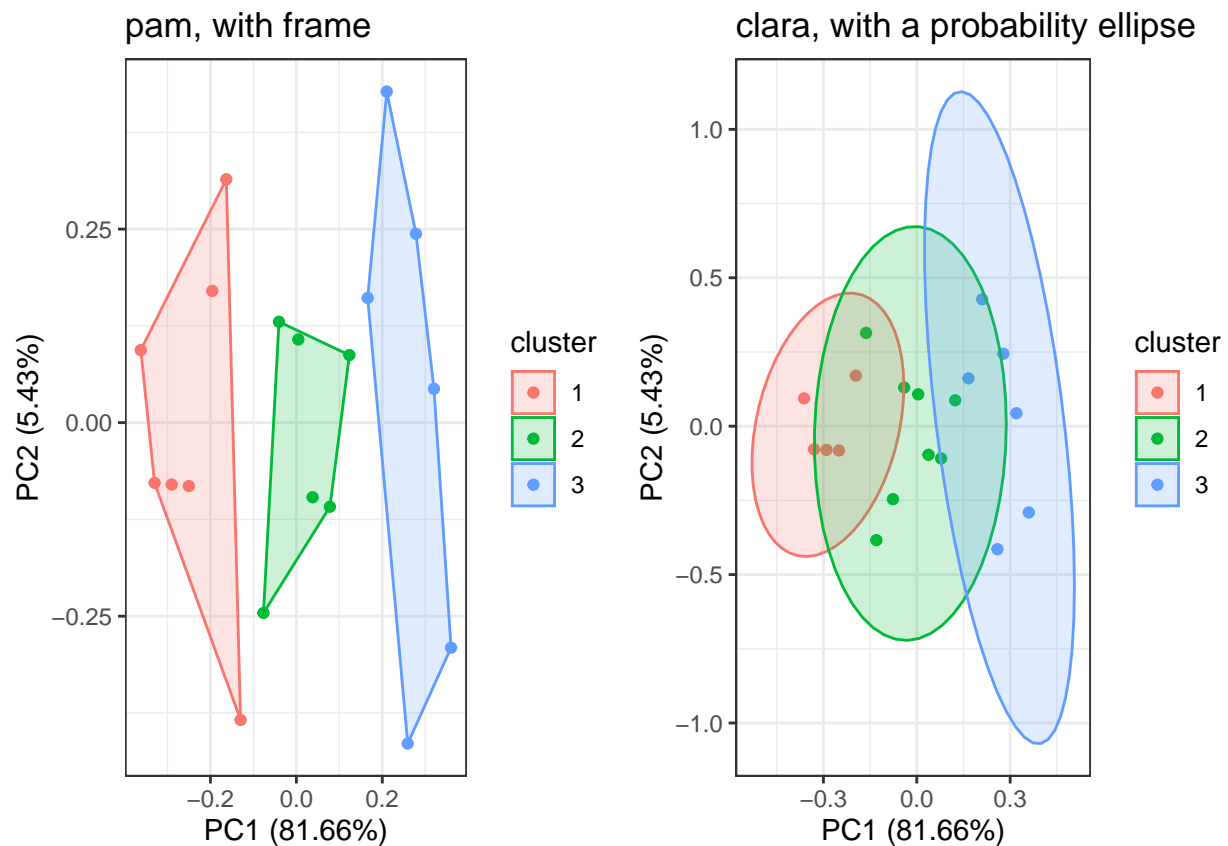 pam, with frame
0.25
0.00
−0.25
−0.2
0.0
0.2
PC1 (81.66%)
PC2 (5.43%)
cluster
1
2
3
clara, with a probability ellipse
1.0
0.5
0.0
−0.5
−1.0
−0.3
0.0
0.3
PC1 (81.66%)
PC2 (5.43%)
cluster
1
2
3